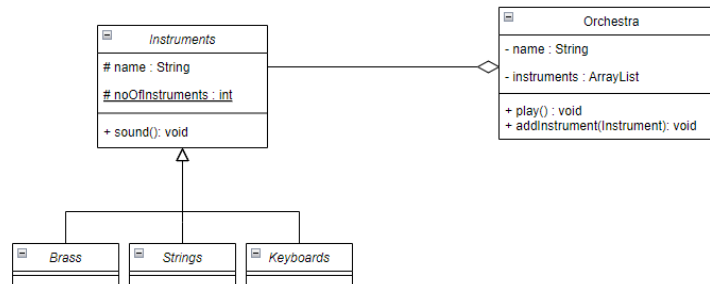 Instruments
# name : String
# noOfInstruments : int
+ sound(): void
Orchestra
- name : String
- instruments : ArrayList
+ play() : void
+ addInstrument(Instrument): void
Brass
Strings
Keyboards